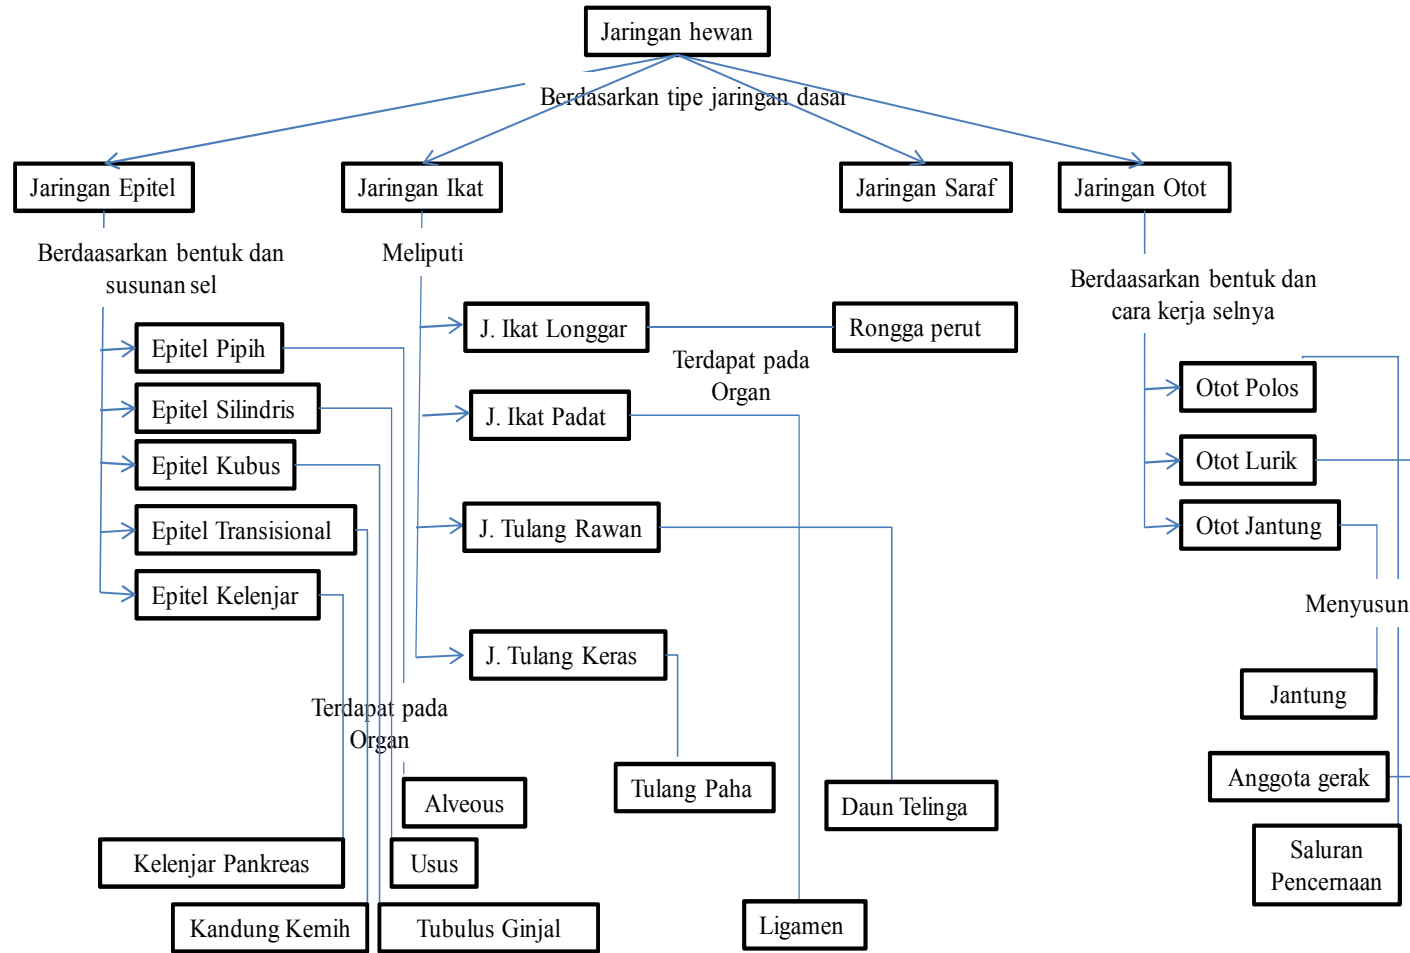 Jaringan hewan
Berdasarkan tipe jaringan dasar
Jaringan Epitel
Jaringan Ikat
Jaringan Saraf
Jaringan Otot
Berdaasarkan bentuk dan
susunan sel
Meliputi
Berdaasarkan bentuk dan
cara kerja selnya
Epitel Pipih
Epitel Silindris
Epitel Kubus
Epitel Transisional
Epitel Kelenjar
J. Ikat Longgar
Rongga perut
Terdapat pada
Organ
J. Ikat Padat
J. Tulang Rawan
J. Tulang Keras
Otot Polos
Otot Lurik
Otot Jantung
Menyusun
Terdapat pada
Organ
Jantung
Anggota gerak
Saluran
Pencernaan
Alveous
Tulang Paha
Daun Telinga
Kelenjar Pankreas
Usus
Kandung Kemih
Tubulus Ginjal
Ligamen